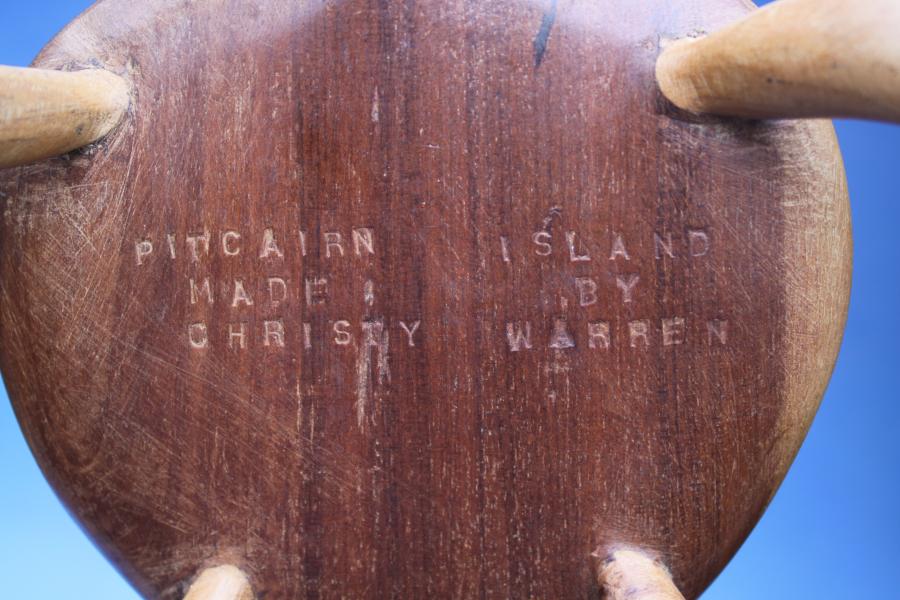 PITCAIRN ISLAND
MADE BY
CHRISTY WARREN